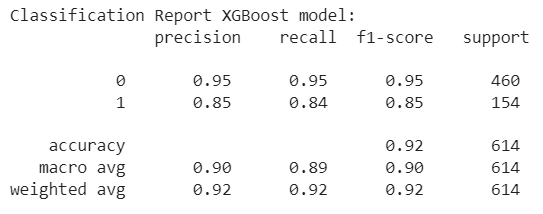 Classification Report XGBoost model:
precision recall f1-score support
0 0.95 0.95 0.95 460
1 0.85 0.84 0.85 154
accuracy 0.92 614
macro avg 0.90 0.89 0.90 614
weighted avg 0.92 0.92 0.92 614